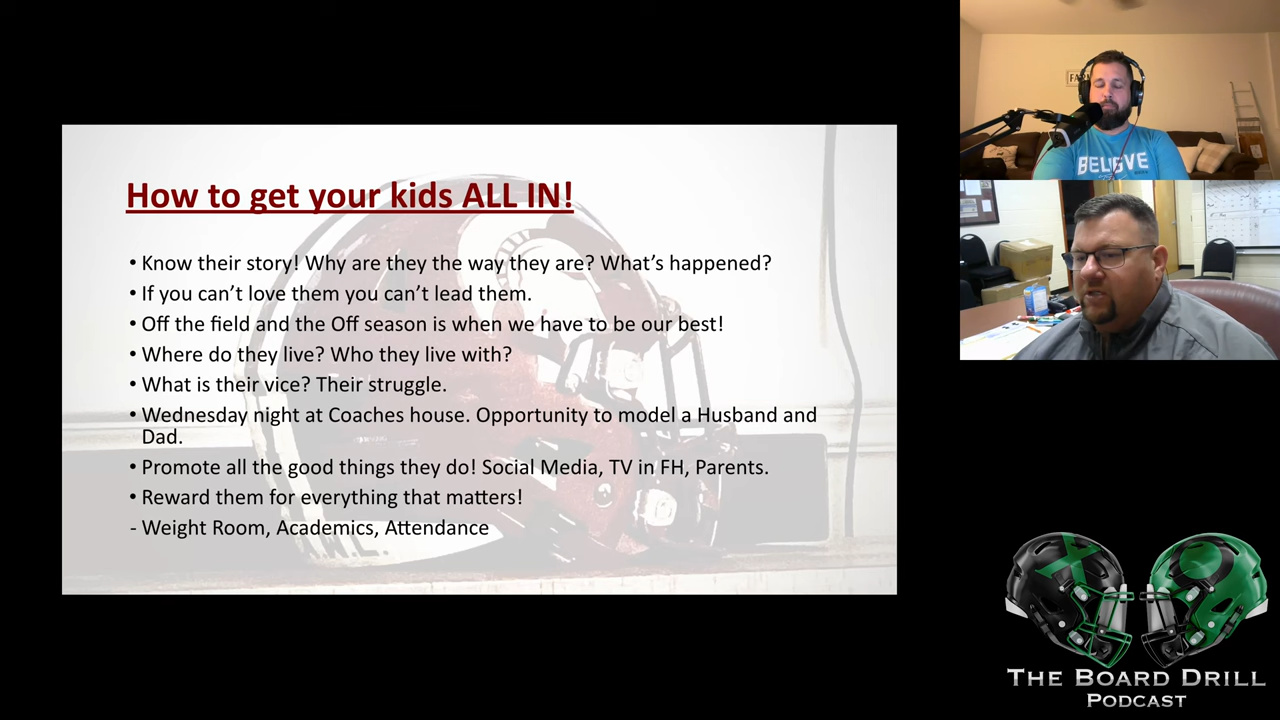 How to get your kids ALL IN!
• Know their story! Why are they the way they are? What’s happened?
• If you can’t love them you can’t lead them.
• Off the field and the Off season is when we have to be our best!
• Where do they live? Who they live with?
• What is their vice? Their struggle.
• Wednesday night at Coaches house. Opportunity to model a Husband and
Dad.
• Promote all the good things they do! Social Media, TV in FH, Parents.
• Reward them for everything that matters!
- Weight Room, Academics, Attendance
BELIEVE
THE BOARD DRILL
PODCAST